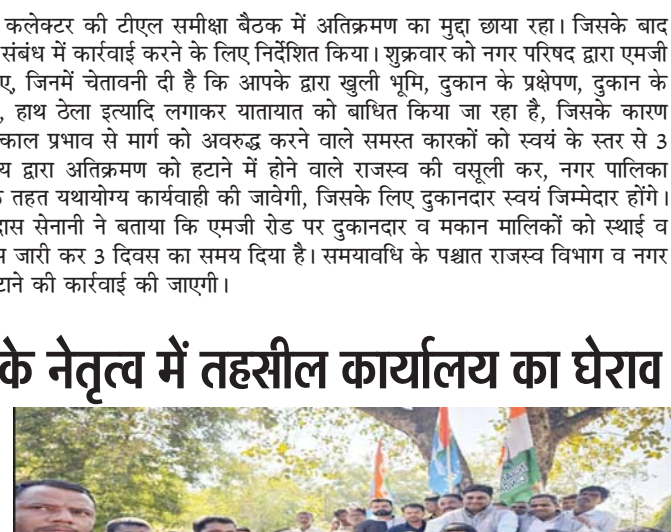 कलेक्टर की टीएल समीक्षा बैठक में अतिक्रमण का मुद्दा छाया रहा। जिसके बाद
संबंध में कार्रवाई करने के लिए निर्देशित किया। शुक्रवार को नगर परिषद द्वारा एमजी
ए, जिनमें चेतावनी दी है कि आपके द्वारा खुली भूमि, दुकान के प्रक्षेपण, दुकान के
, हाथ ठेला इत्यादि लगाकर यातायात को बाधित किया जा रहा है, जिसके कारण
काल प्रभाव से मार्ग को अवरुद्ध करने वाले समस्त कारकों को स्वयं के स्तर से 3
य द्वारा अतिक्रमण को हटाने में होने वाले राजस्व की वसूली कर, नगर पालिका
तहत यथायोग्य कार्यवाही की जावेगी, जिसके लिए दुकानदार स्वयं जिम्मेदार होंगे।
दास सेनानी ने बताया कि एमजी रोड पर दुकानदार व मकान मालिकों को स्थाई व
जारी कर 3 दिवस का समय दिया है। समयावधि के पश्चात राजस्व विभाग व नगर
टाने की कार्रवाई की जाएगी।
के नेतृत्व में तहसील कार्यालय का घेराव